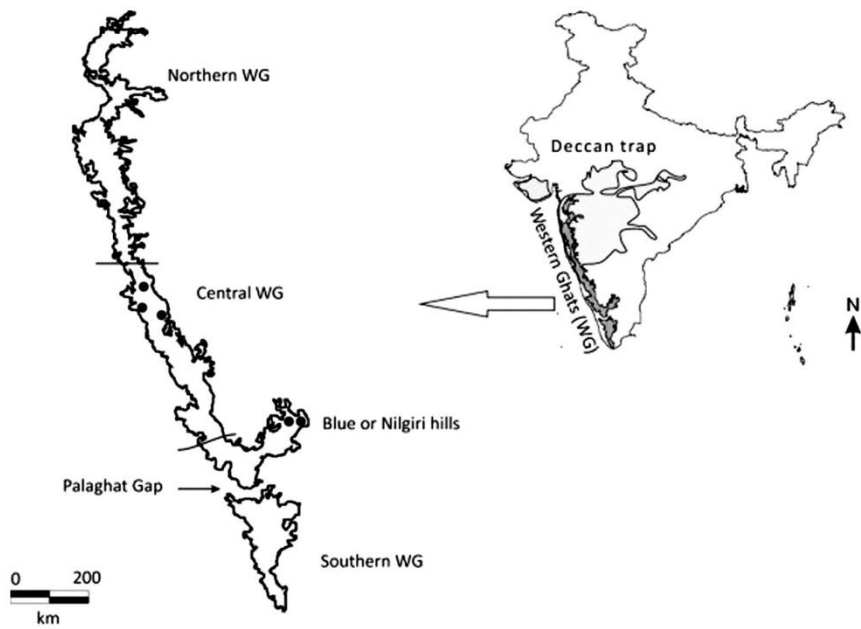 Northern WG
Central WG
Blue or Nilgiri hills
Palaghat Gap
Southern WG
0 200
km
Deccan trap
Western Ghats (WG)
N